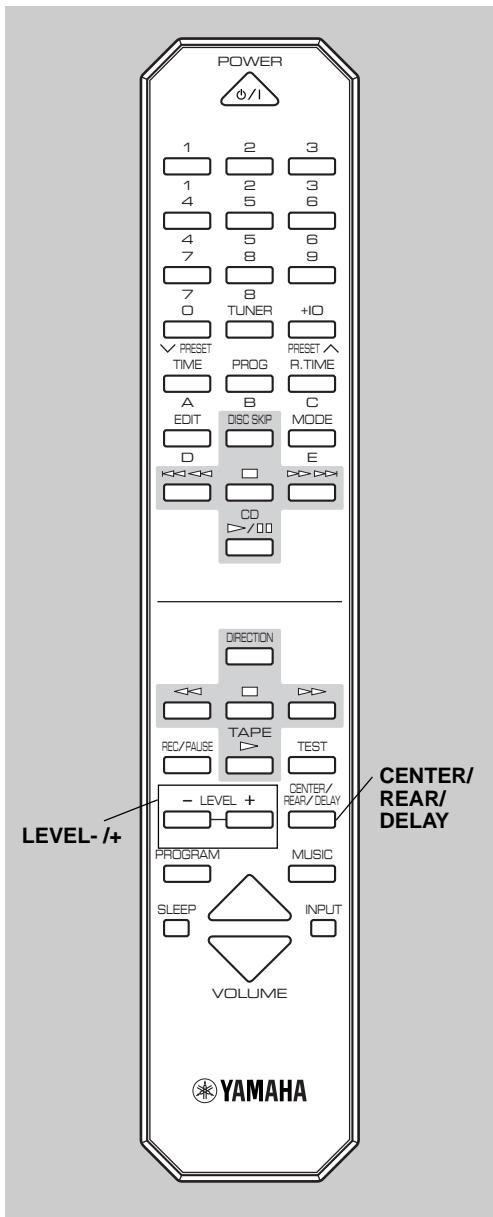 POWER
⏻/I
1 2 3
1 2 3
4 5 6
4 5 6
7 8 9
7 8
0 TUNER +10
PRESET PRESET
TIME PROG R.TIME
A B C
EDIT DISC SKIP MODE
D E
CD
DIRECTION
TAPE
REC/PAUSE TEST
– LEVEL +
CENTER/
REAR/DELAY
CENTER/
REAR/
DELAY
LEVEL- /+
PROGRAM MUSIC
SLEEP INPUT
VOLUME
YAMAHA